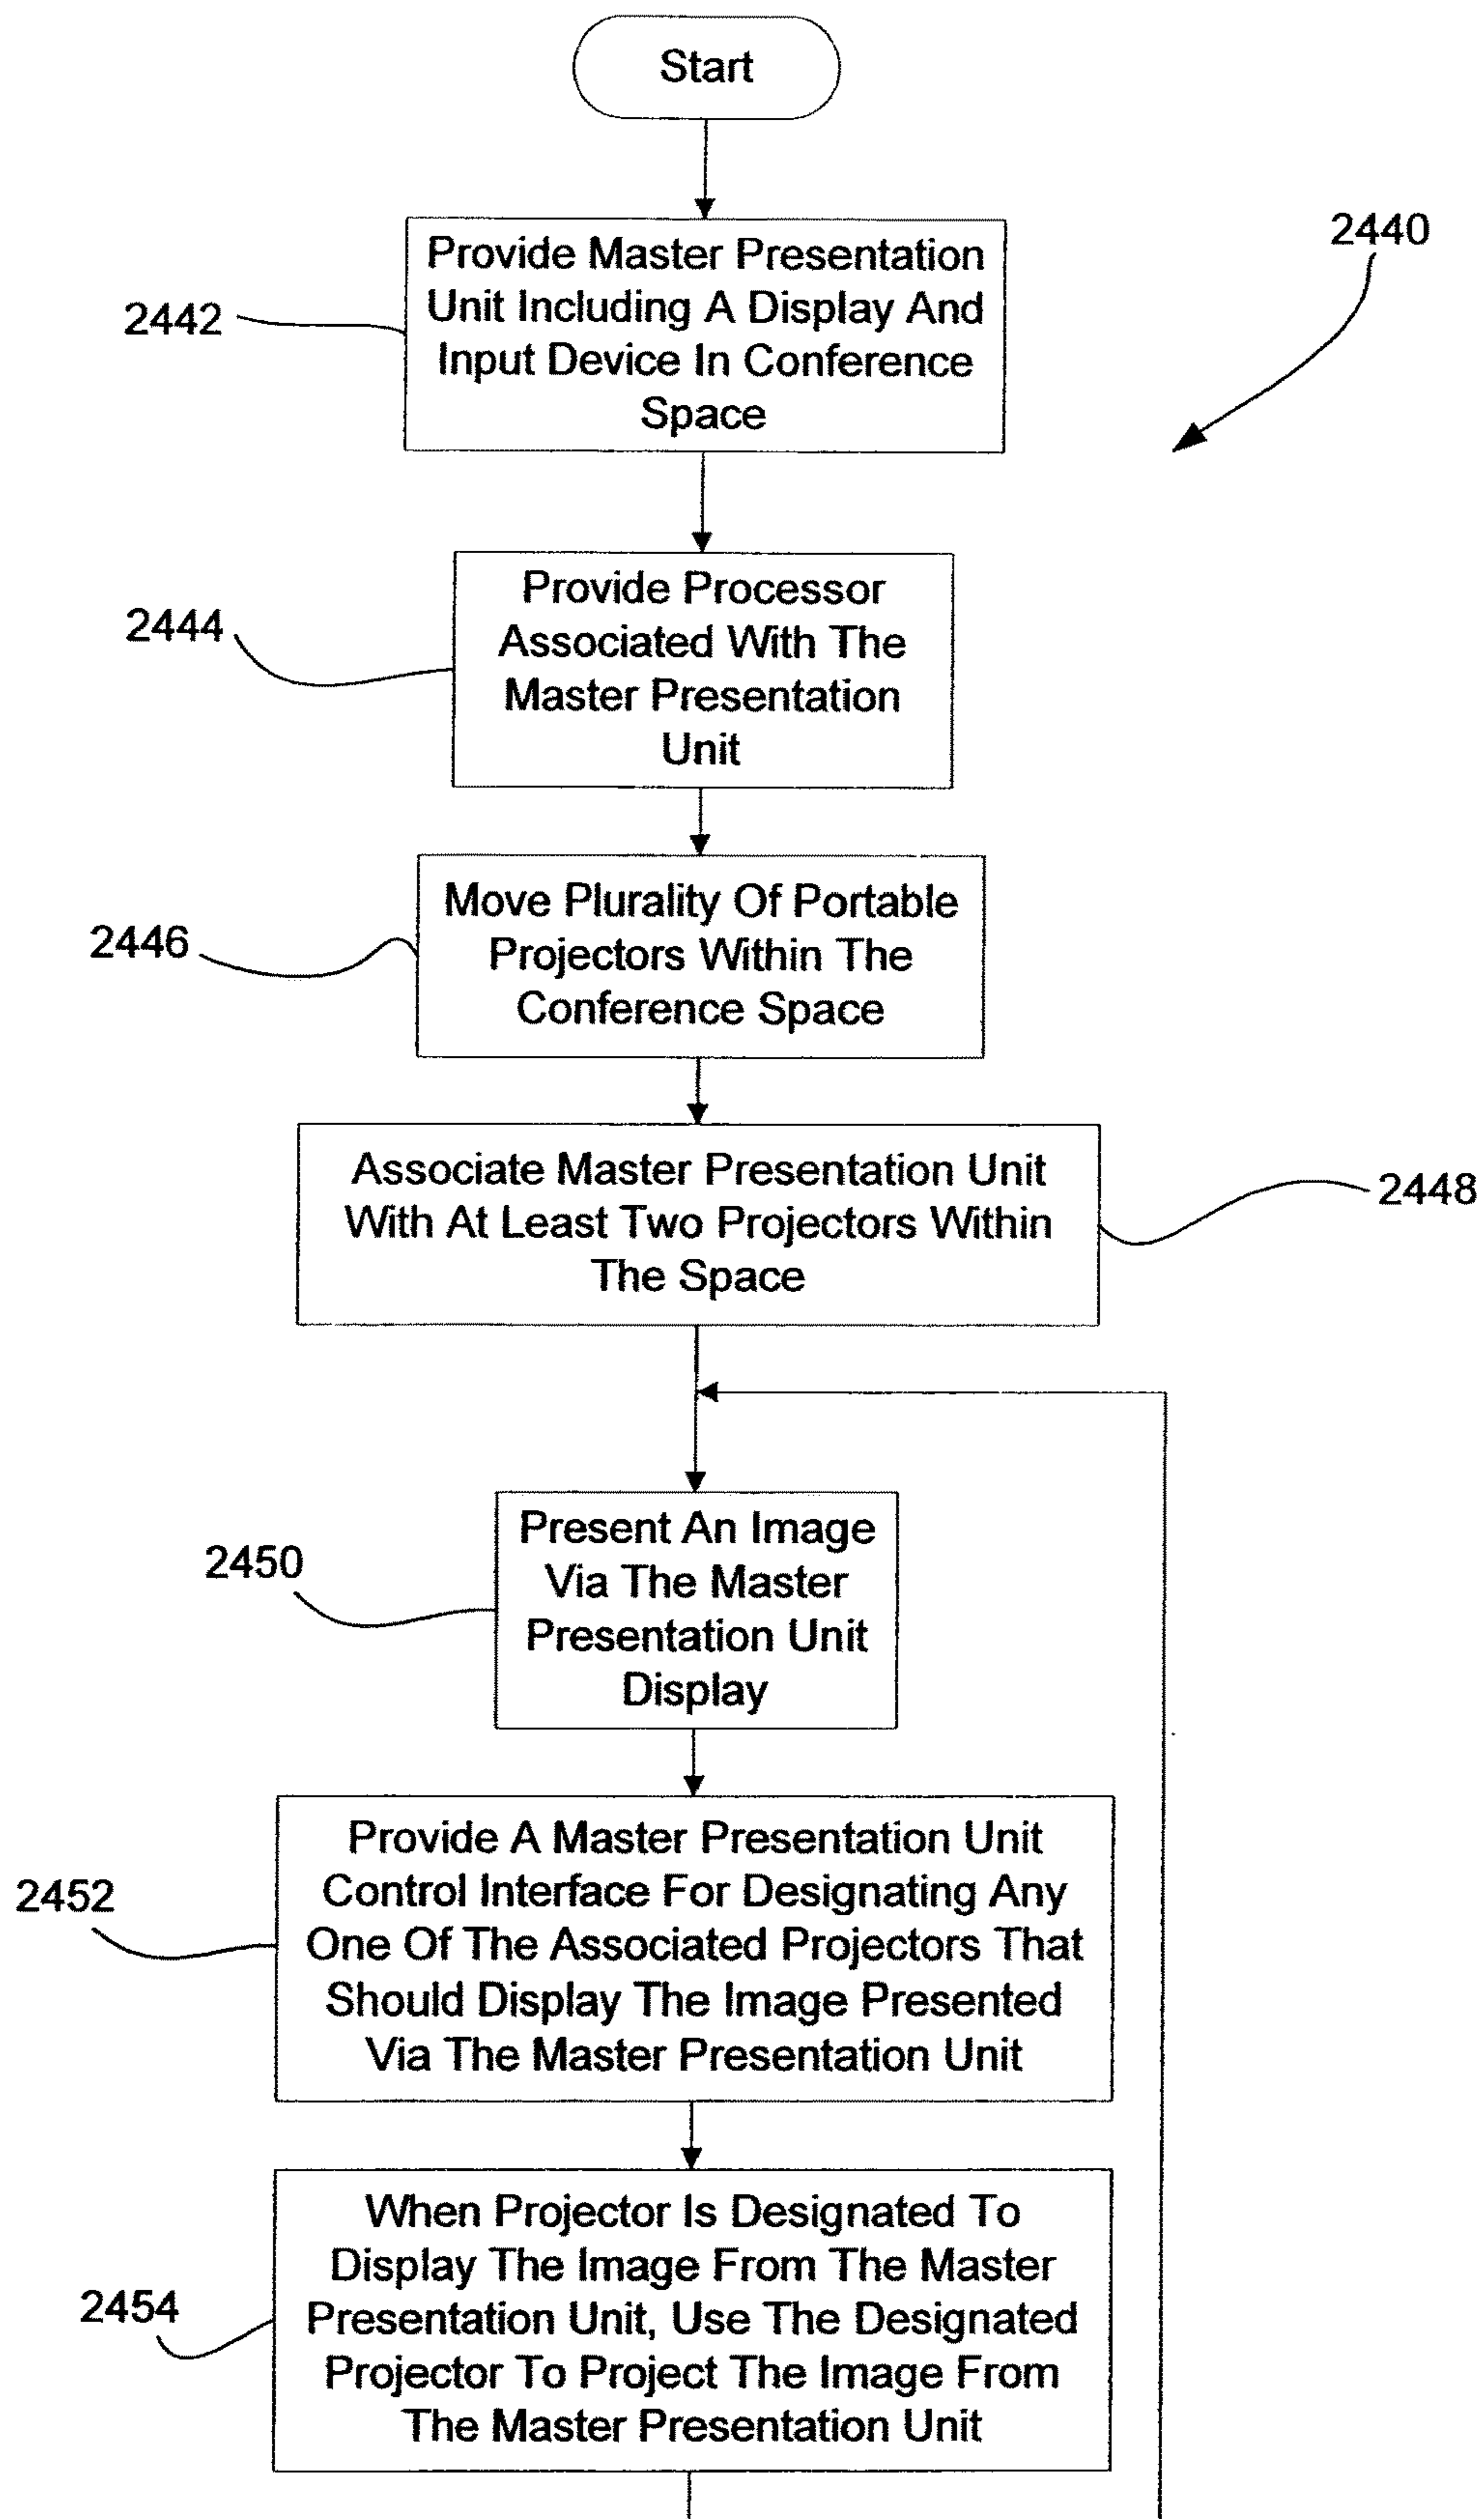 Start
2440
Provide Master Presentation
Unit Including A Display And
Input Device In Conference
Space
2442
Provide Processor
Associated With The
Master Presentation
Unit
2444
Move Plurality Of Portable
Projectors Within The
Conference Space
2446
Associate Master Presentation Unit
With At Least Two Projectors Within
The Space
2448
Present An Image
Via The Master
Presentation Unit
Display
2450
Provide A Master Presentation Unit
Control Interface For Designating Any
One Of The Associated Projectors That
Should Display The Image Presented
Via The Master Presentation Unit
2452
When Projector Is Designated To
Display The Image From The Master
Presentation Unit, Use The Designated
Projector To Project The Image From
The Master Presentation Unit
2454